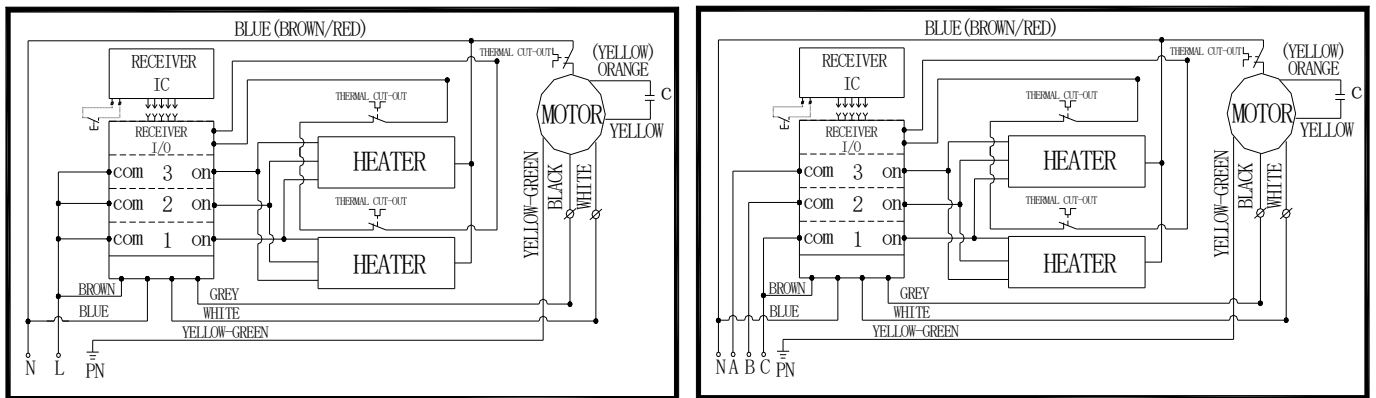 BLUE(BROWN/RED)
THERMAL CUT-OUT
(YELLOW)
ORANGE
RECEIVER
IC
C
THERMAL CUT-OUT
MOTOR
RECEIVER
I/O
YELLOW
HEATER
com 3 on
YELLOW-GREEN
BLACK
WHITE
com 2 on
THERMAL CUT-OUT
com 1 on
HEATER
BROWN
GREY
BLUE
WHITE
YELLOW-GREEN
N L PN
BLUE(BROWN/RED)
THERMAL CUT-OUT
(YELLOW)
ORANGE
RECEIVER
IC
C
THERMAL CUT-OUT
MOTOR
RECEIVER
I/O
YELLOW
HEATER
com 3 on
YELLOW-GREEN
BLACK
WHITE
com 2 on
THERMAL CUT-OUT
com 1 on
HEATER
BROWN
GREY
BLUE
WHITE
YELLOW-GREEN
N A B C PN